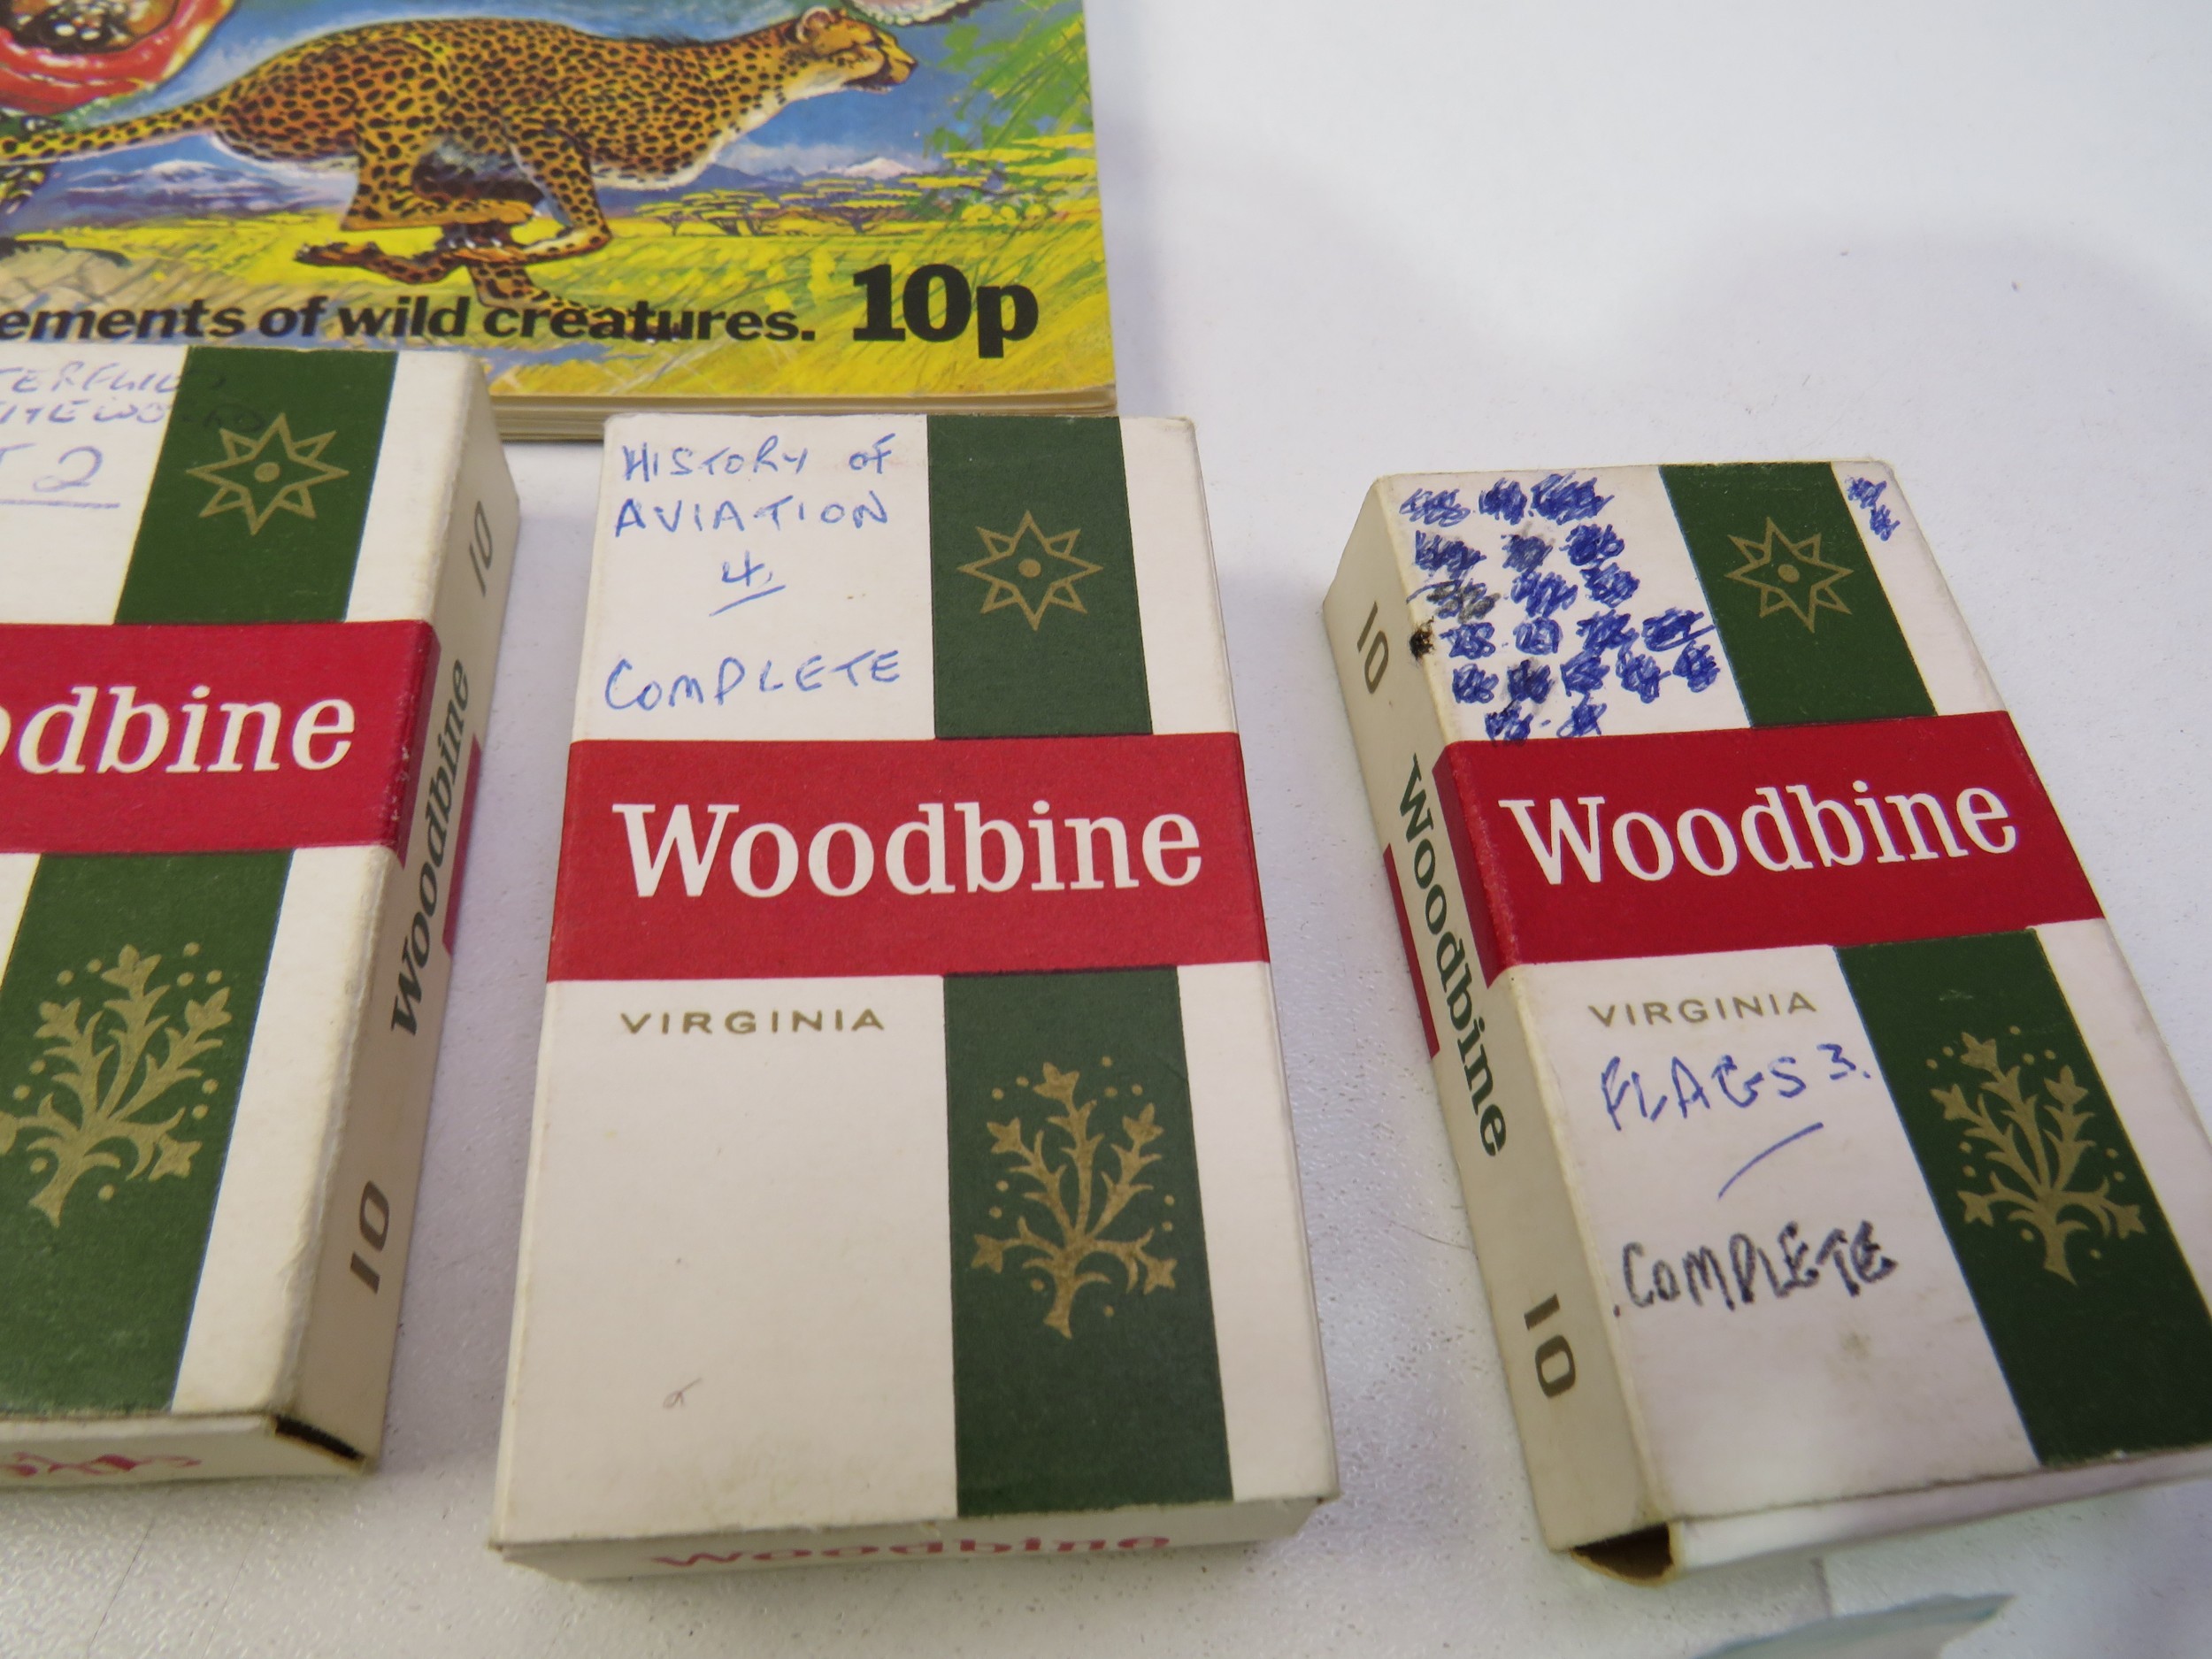 ements of wild creatures. 10p
T 2
odbine
10
Woodbine
10
HISTORY of
AVIATION
4
COMPLETE
Woodbine
VIRGINIA
woodbine
10
Woodbine
10
Woodbine
VIRGINIA
FLAGS 3.
COMPLETE